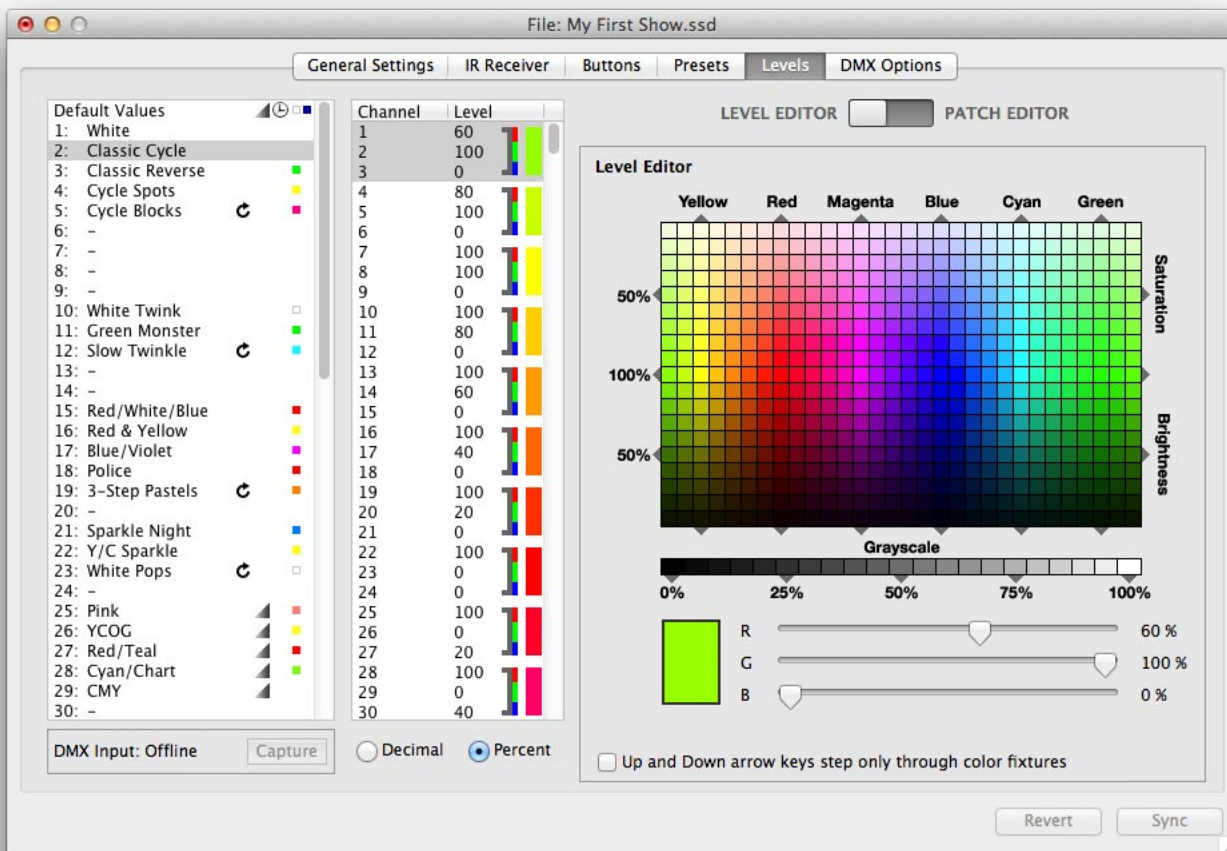 File: My First Show.ssd
General Settings IR Receiver Buttons Presets Levels DMX Options
Default Values
1: White
2: Classic Cycle
3: Classic Reverse
4: Cycle Spots
5: Cycle Blocks
6: –
7: –
8: –
9: –
10: White Twink
11: Green Monster
12: Slow Twinkle
13: –
14: –
15: Red/White/Blue
16: Red & Yellow
17: Blue/Violet
18: Police
19: 3-Step Pastels
20: –
21: Sparkle Night
22: Y/C Sparkle
23: White Pops
24: –
25: Pink
26: YCOG
27: Red/Teal
28: Cyan/Chart
29: CMY
30: –
DMX Input: Offline Capture
Channel Level
1 60
2 100
3 0
4 80
5 100
6 0
7 100
8 100
9 0
10 100
11 80
12 0
13 100
14 60
15 0
16 100
17 40
18 0
19 100
20 20
21 0
22 100
23 0
24 0
25 100
26 0
27 20
28 100
29 0
30 40
Decimal Percent
LEVEL EDITOR PATCH EDITOR
Level Editor
Yellow Red Magenta Blue Cyan Green
50%
100%
50%
Saturation
Brightness
Grayscale
0% 25% 50% 75% 100%
R 60 %
G 100 %
B 0 %
Up and Down arrow keys step only through color fixtures
Revert Sync